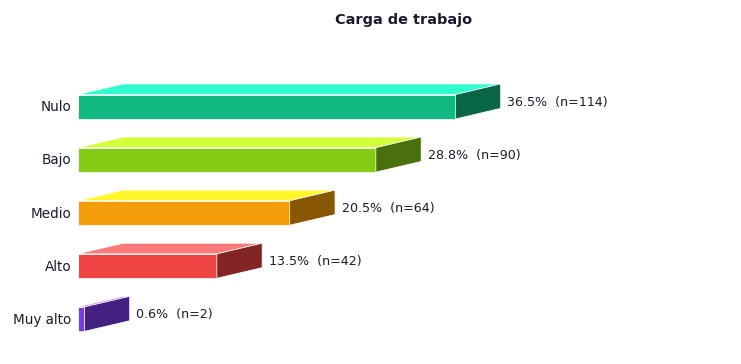 Carga de trabajo
Nulo 36.5% (n=114)
Bajo 28.8% (n=90)
Medio 20.5% (n=64)
Alto 13.5% (n=42)
Muy alto 0.6% (n=2)